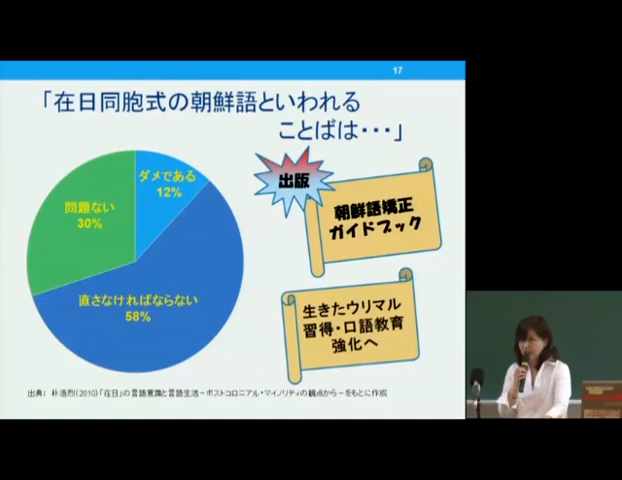 17
「在日同胞式の朝鮮語といわれる
ことばは・・・」
ダメである
12%
問題ない
30%
直さなければならない
58%
出版
朝鮮語矯正
ガイドブック
生きたウリマル
習得・口語教育
強化へ
出典： 朴浩烈(2010)「在日」の言語意識と言語生活－ポストコロニアル・マイノリティの観点から－をもとに作成